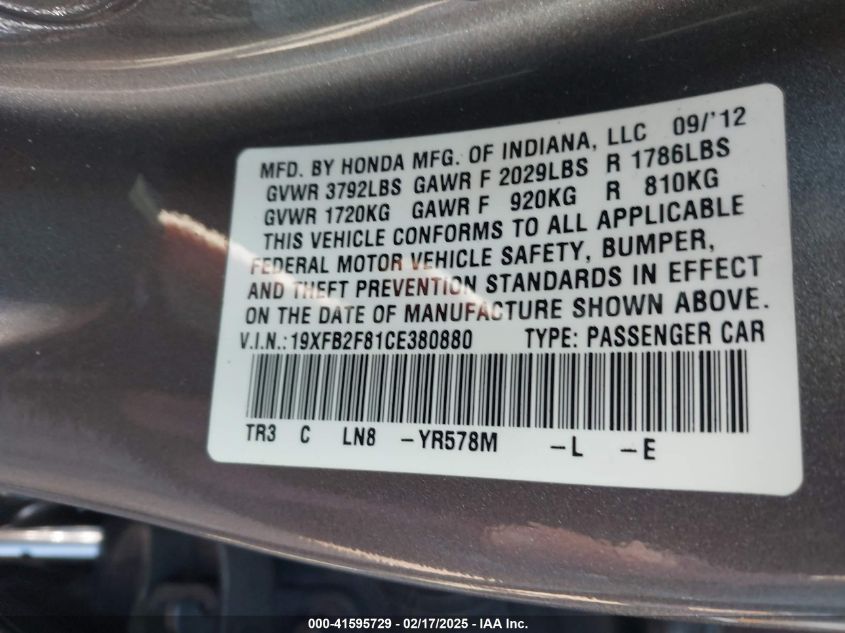 MFD. BY HONDA MFG. OF INDIANA, LLC 09/'12
GVWR 3792LBS GAWR F 2029LBS R 1786LBS
GVWR 1720KG GAWR F 920KG R 810KG
THIS VEHICLE CONFORMS TO ALL APPLICABLE
FEDERAL MOTOR VEHICLE SAFETY, BUMPER,
AND THEFT PREVENTION STANDARDS IN EFFECT
ON THE DATE OF MANUFACTURE SHOWN ABOVE.
V.I.N.:19XFB2F81CE380880 TYPE: PASSENGER CAR
TR3 C LN8 -YR578M -L -E
000-41595729 - 02/17/2025 - IAA Inc.